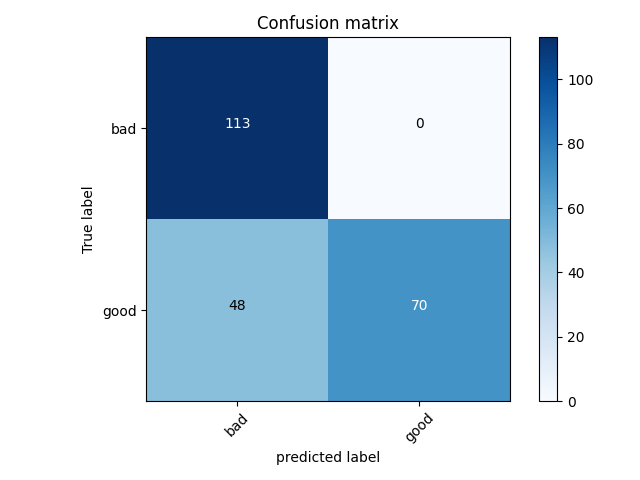 Confusion matrix
True label
bad
113
0
good
48
70
bad
good
predicted label
100
80
60
40
20
0